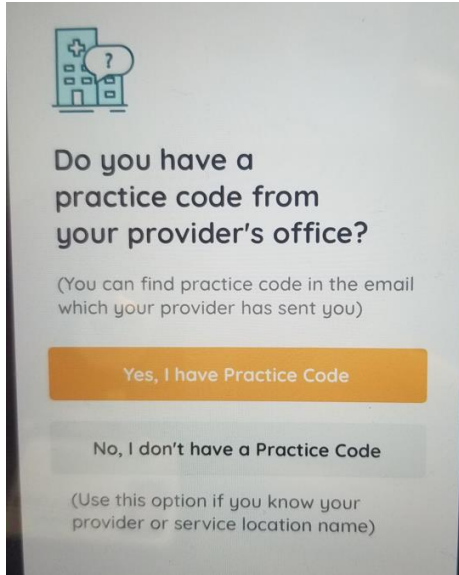 ?
Do you have a
practice code from
your provider's office?
(You can find practice code in the email
which your provider has sent you)
Yes, I have Practice Code
No, I don't have a Practice Code
(Use this option if you know your
provider or service location name)